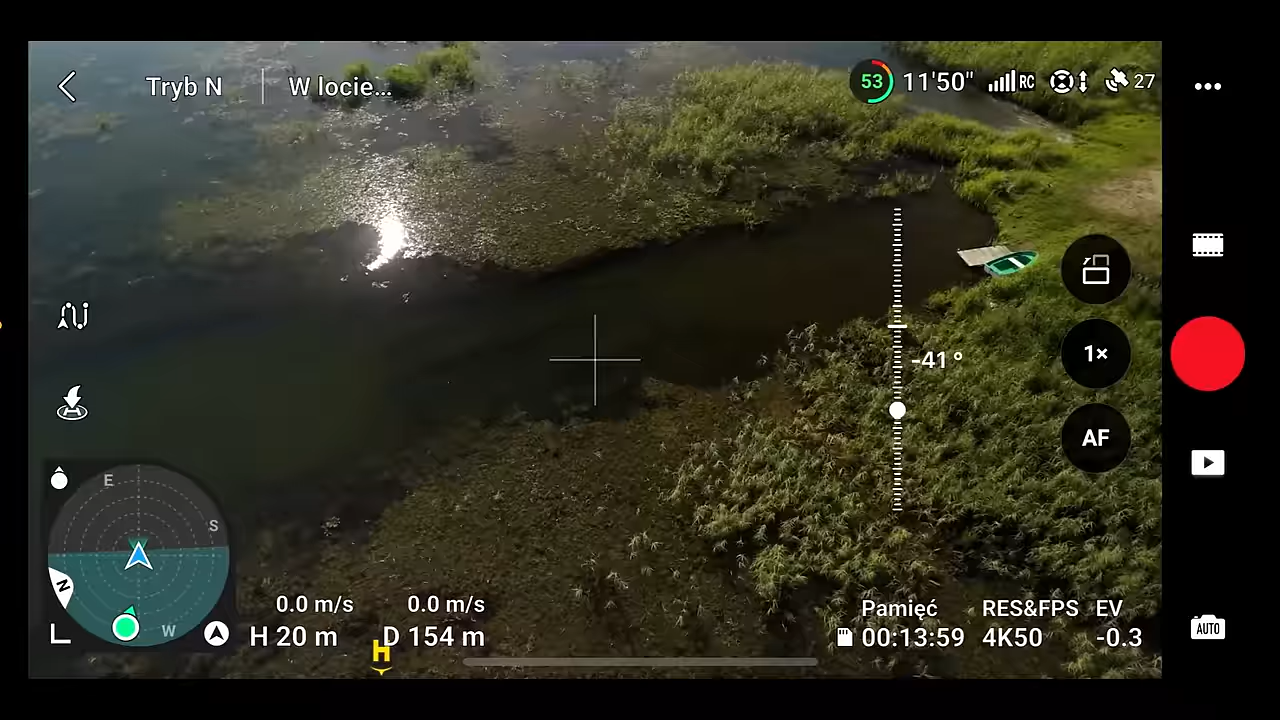 Tryb N
W locie...
53
11'50"
RC
27
-41°
1×
AF
E
S
N
W
0.0 m/s
0.0 m/s
H 20 m
D 154 m
H
Pamięć
RES&FPS
EV
00:13:59
4K50
-0.3
AUTO